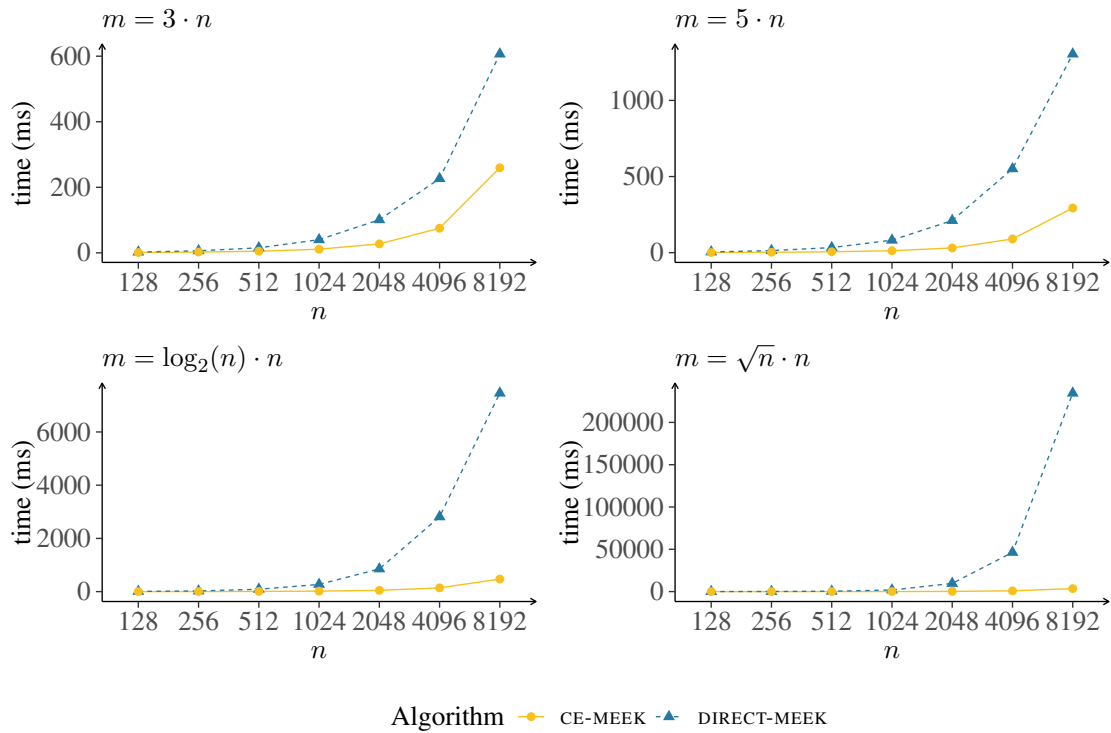 m = 3 · n
time (ms)
600
400
200
0
128 256 512 1024 2048 4096 8192
n
m = 5 · n
time (ms)
1000
500
0
128 256 512 1024 2048 4096 8192
n
m = log₂(n) · n
time (ms)
6000
4000
2000
0
128 256 512 1024 2048 4096 8192
n
m = √n · n
time (ms)
200000
150000
100000
50000
0
128 256 512 1024 2048 4096 8192
n
Algorithm CE-MEEK DIRECT-MEEK